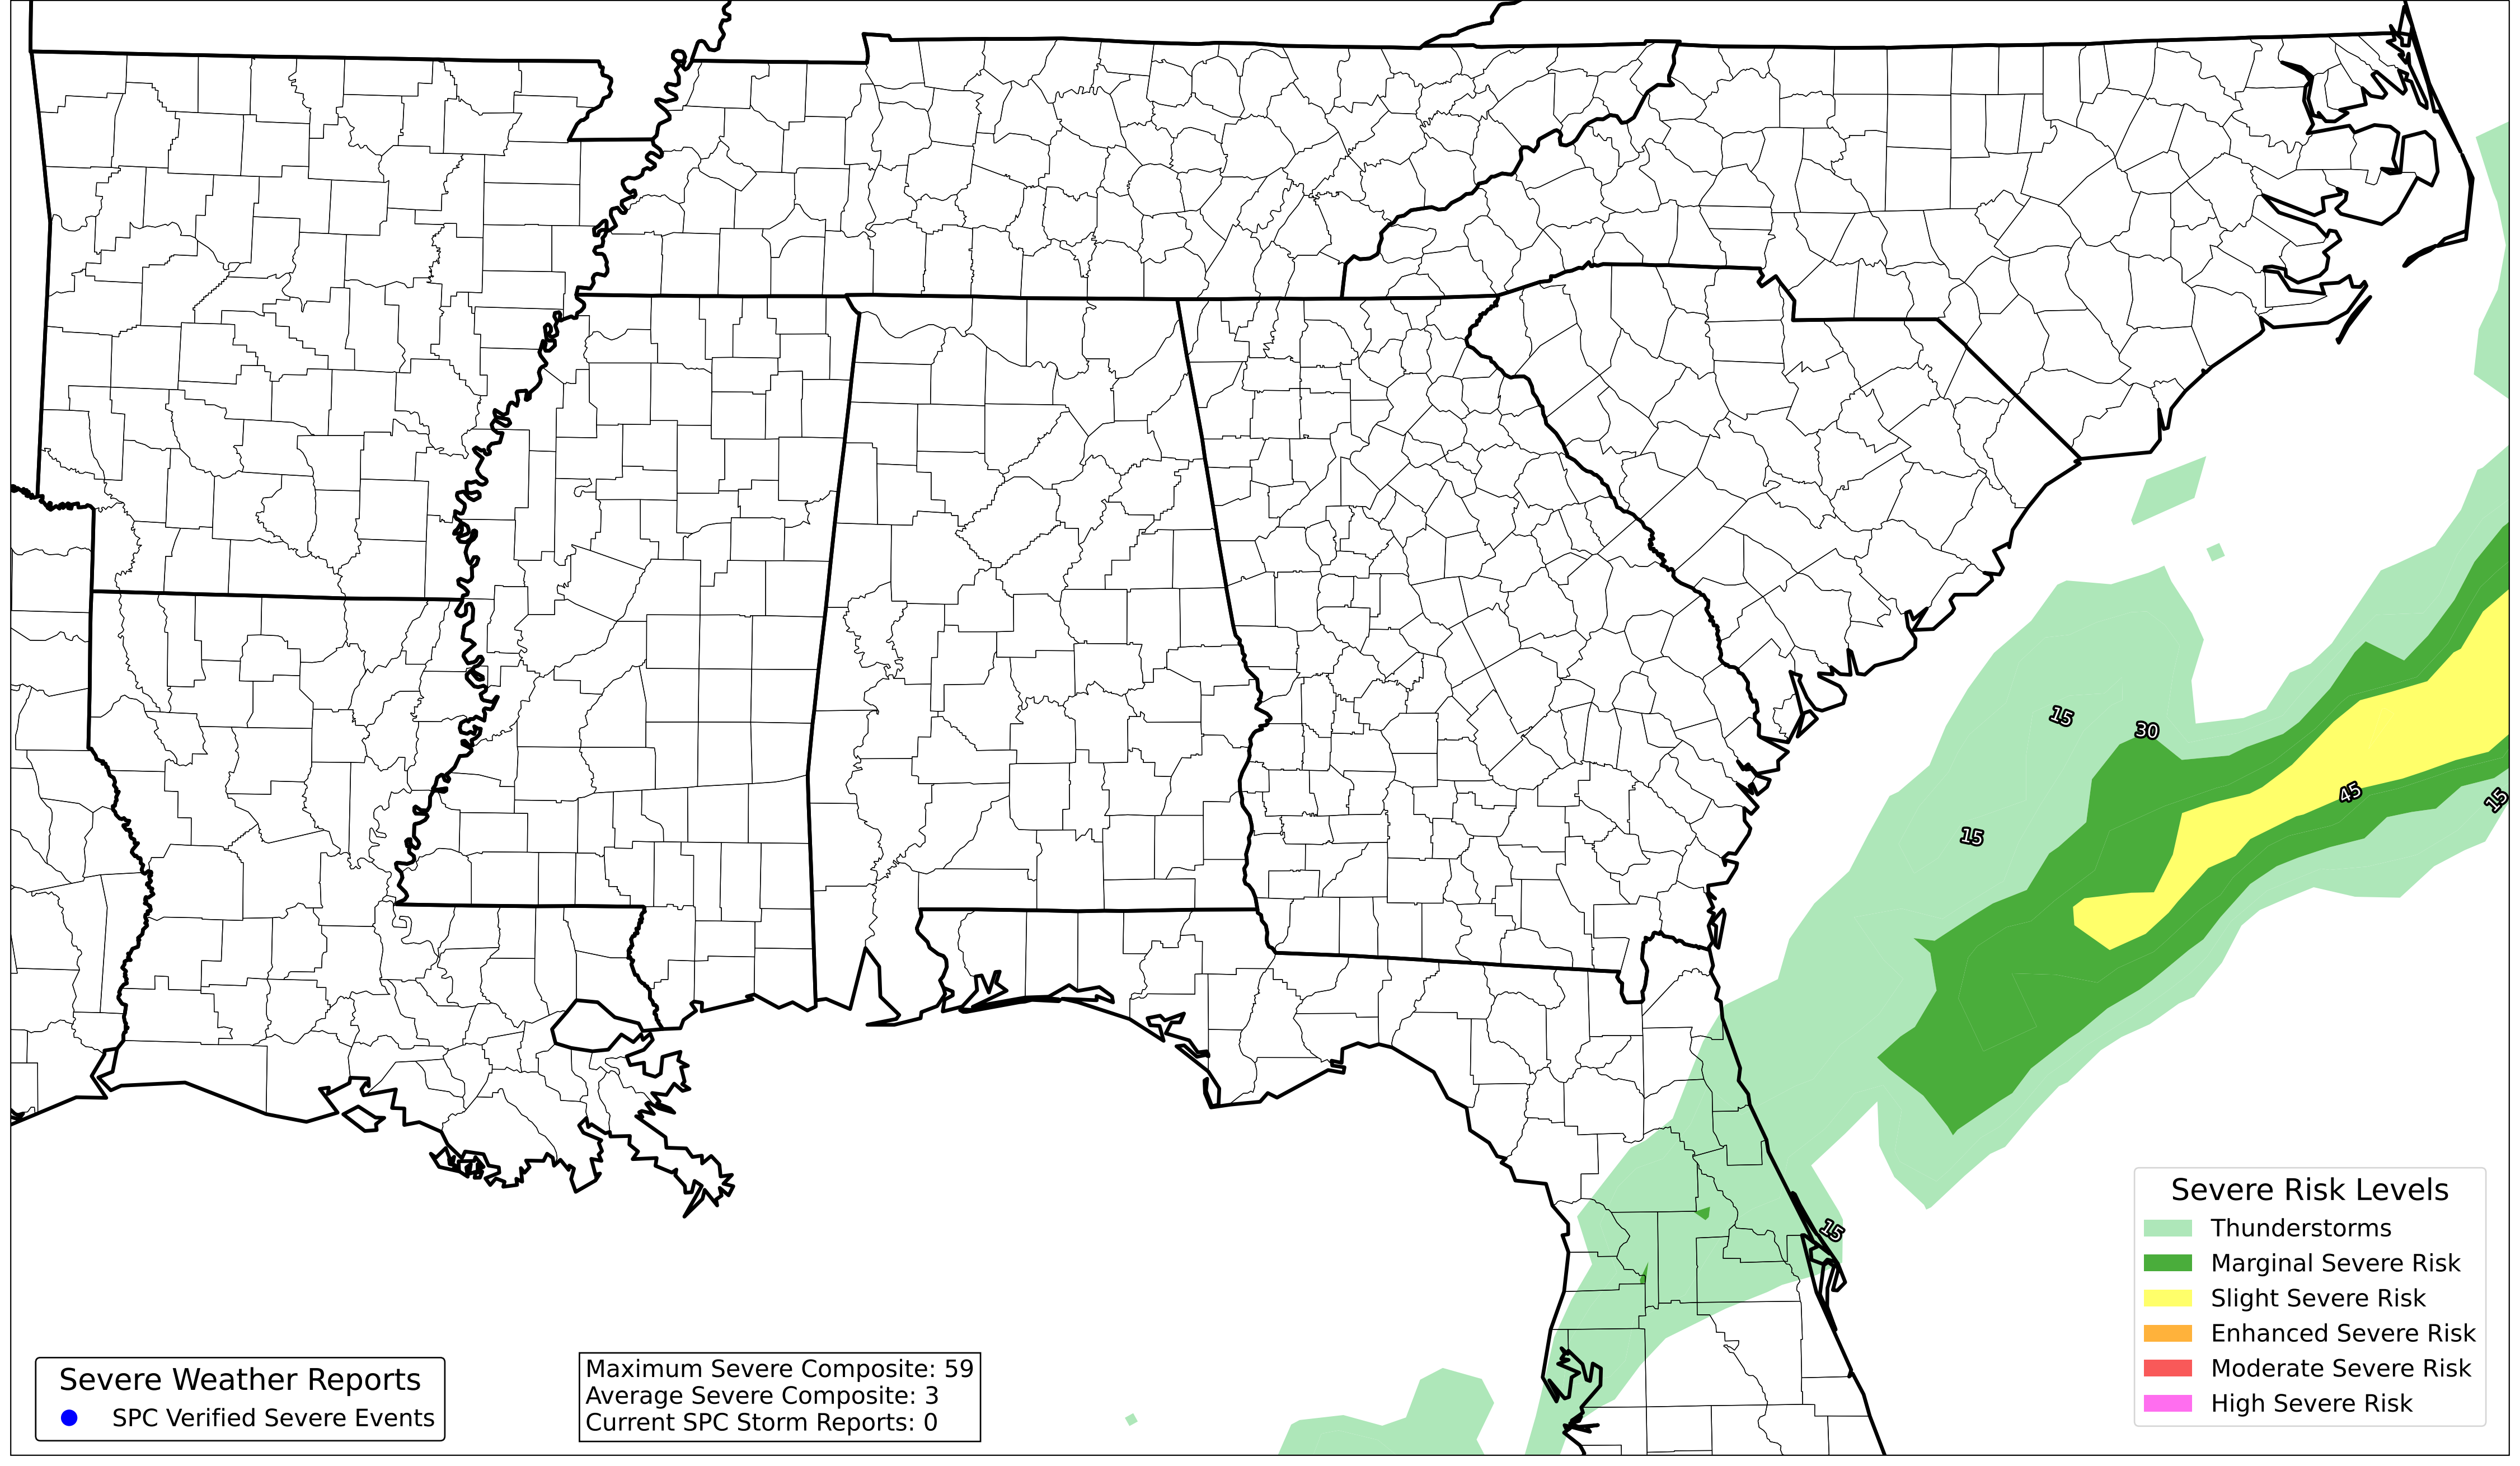 15
30
15
45
15
15
Severe Risk Levels
Thunderstorms
Marginal Severe Risk
Slight Severe Risk
Enhanced Severe Risk
Moderate Severe Risk
High Severe Risk
Severe Weather Reports
SPC Verified Severe Events
Maximum Severe Composite: 59
Average Severe Composite: 3
Current SPC Storm Reports: 0